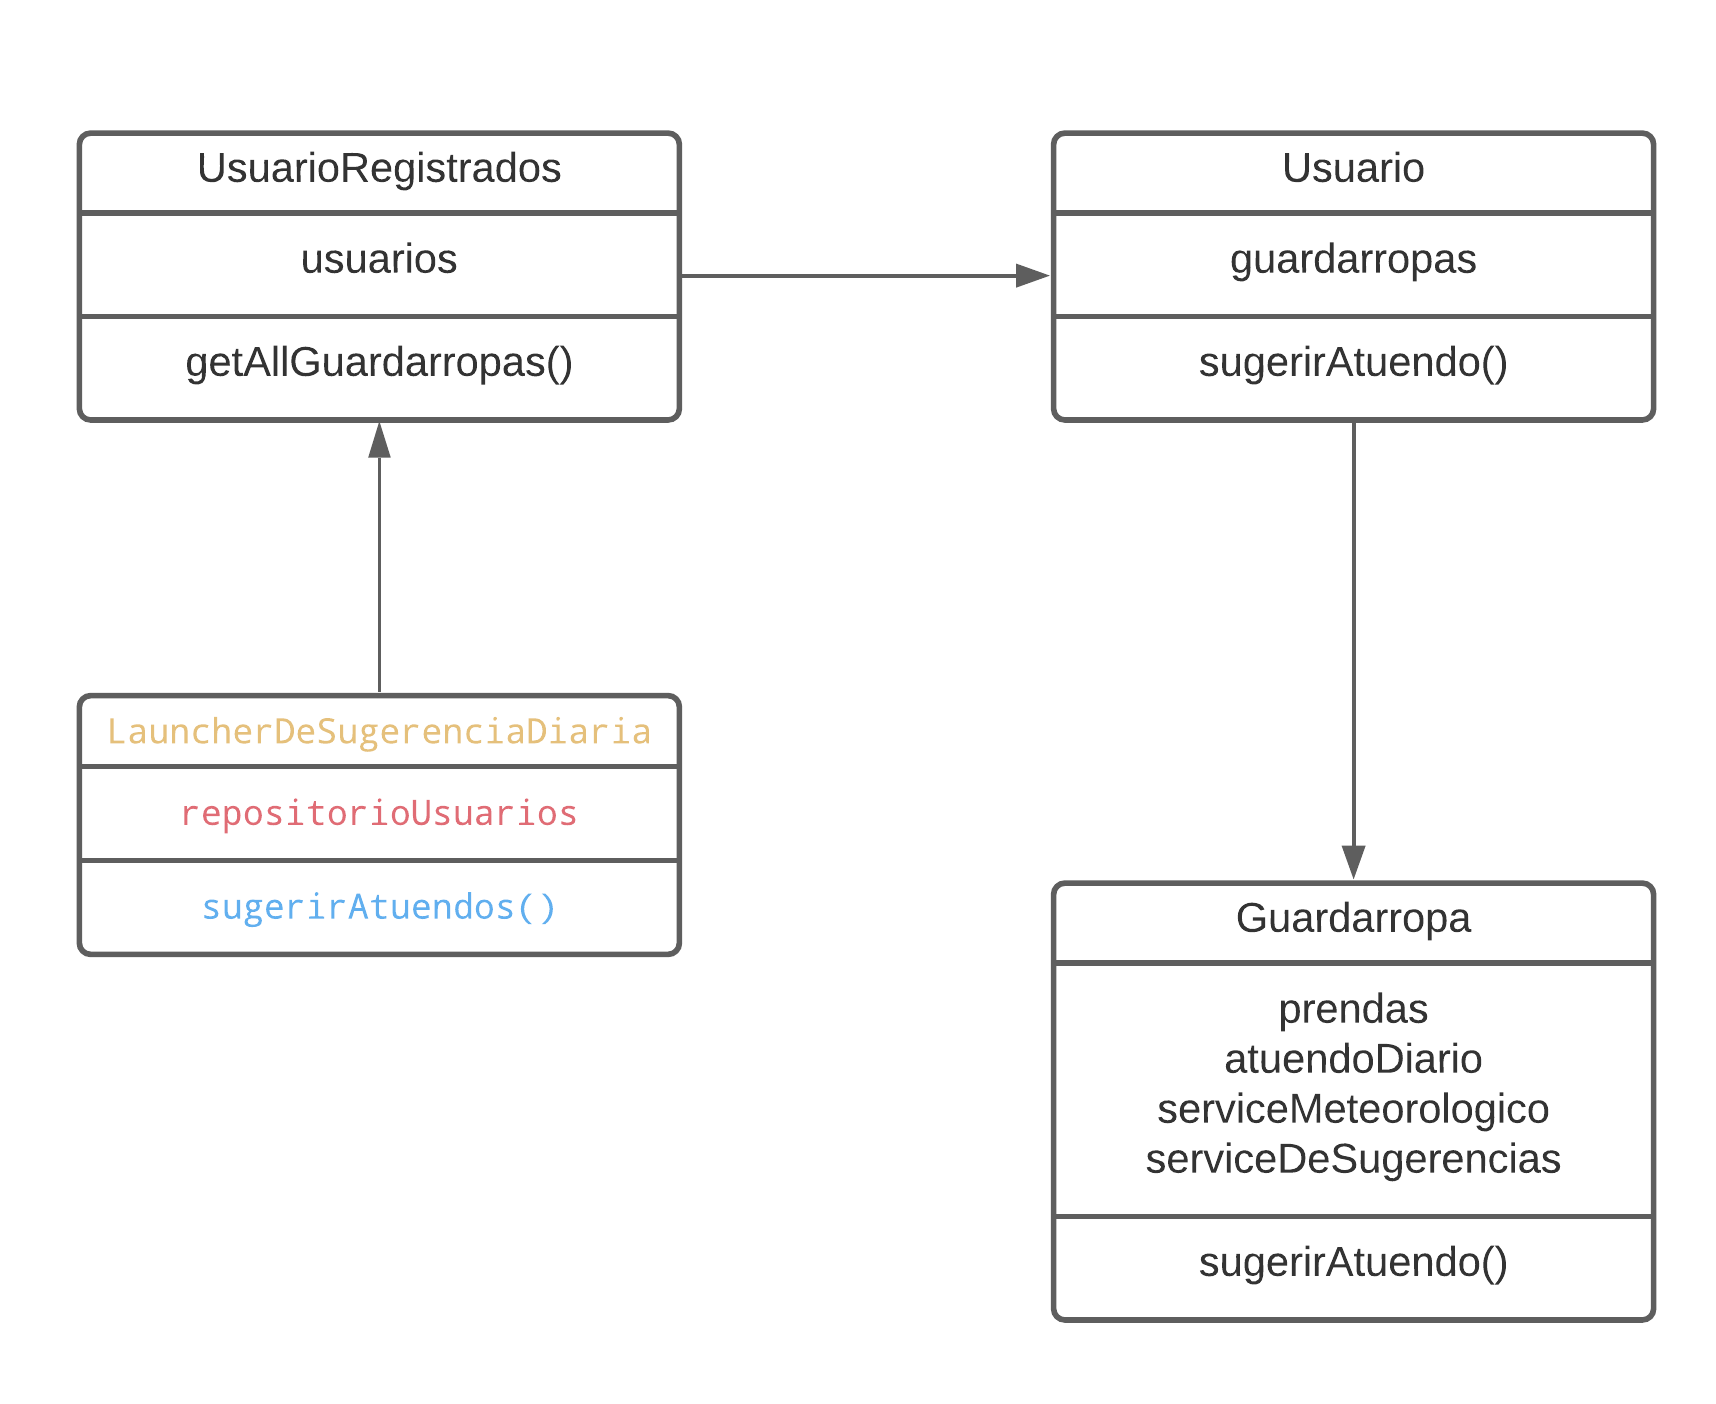 UsuarioRegistrados
usuarios
getAllGuardarropas()
Usuario
guardarropas
sugerirAtuendo()
LauncherDeSugerenciaDiaria
repositorioUsuarios
sugerirAtuendos()
Guardarropa
prendas
atuendoDiario
serviceMeteorologico
serviceDeSugerencias
sugerirAtuendo()